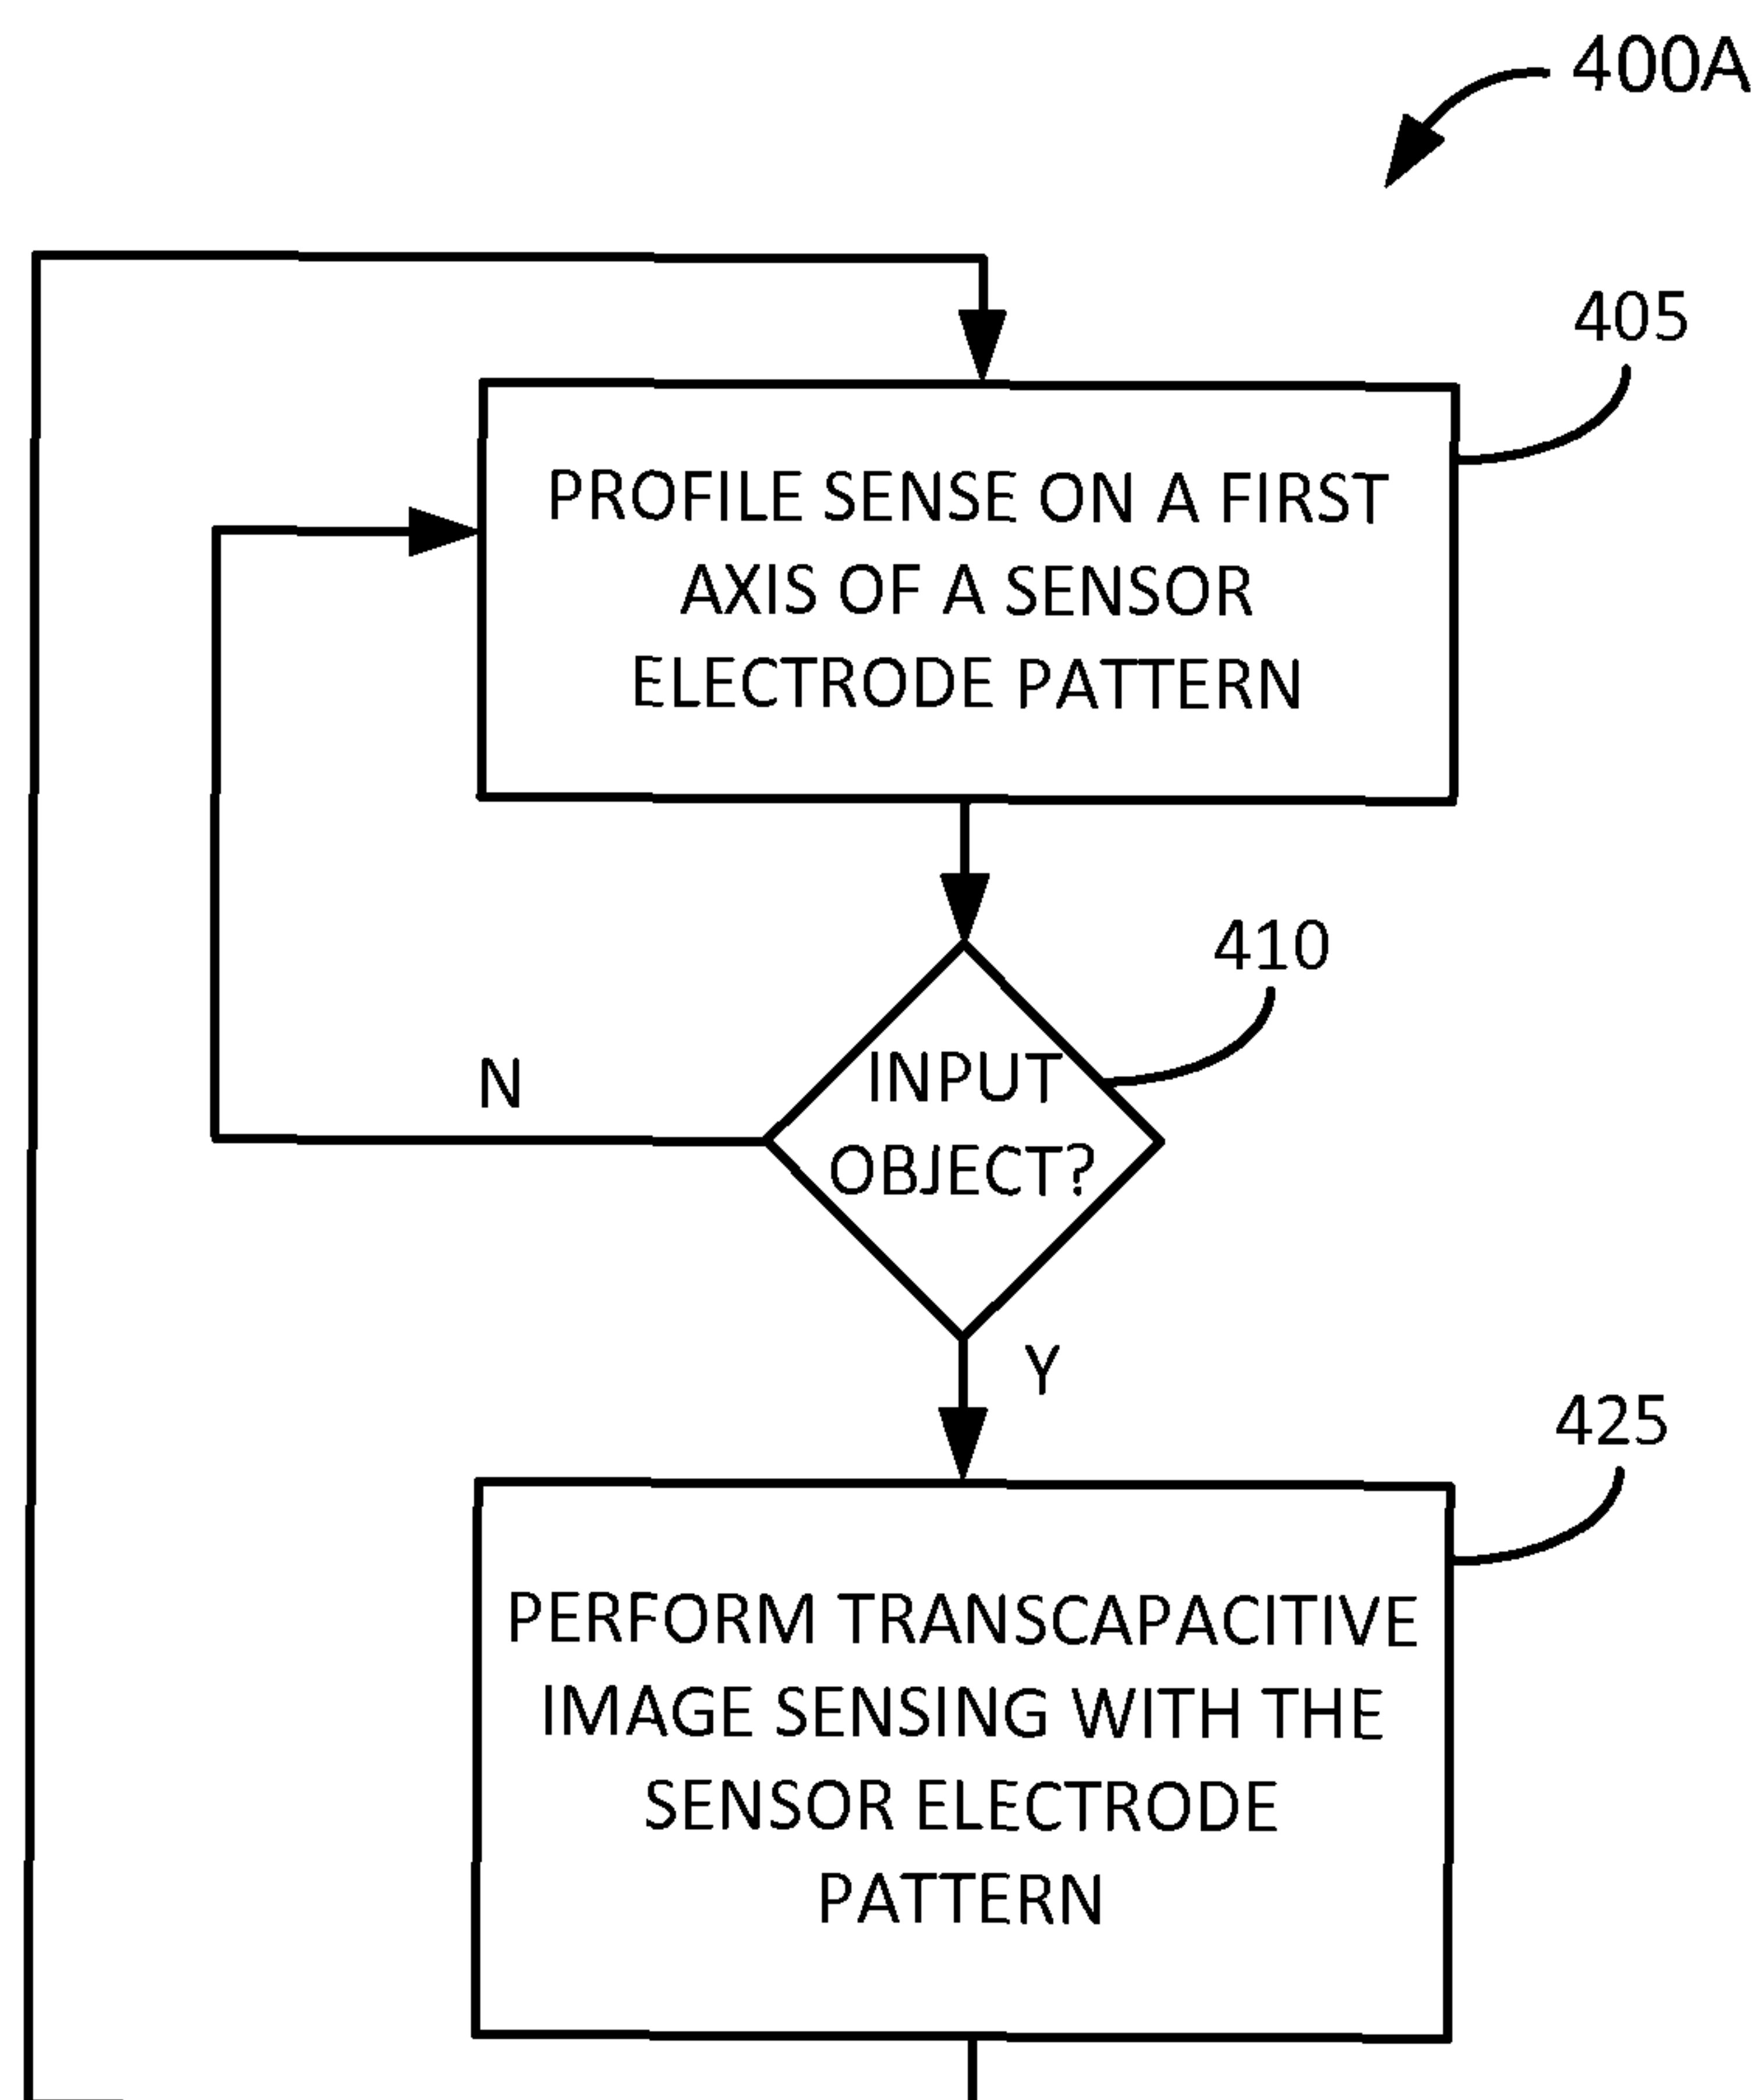 400A
405
PROFILE SENSE ON A FIRST
AXIS OF A SENSOR
ELECTRODE PATTERN
410
INPUT
OBJECT?
N
Y
425
PERFORM TRANSCAPACITIVE
IMAGE SENSING WITH THE
SENSOR ELECTRODE
PATTERN